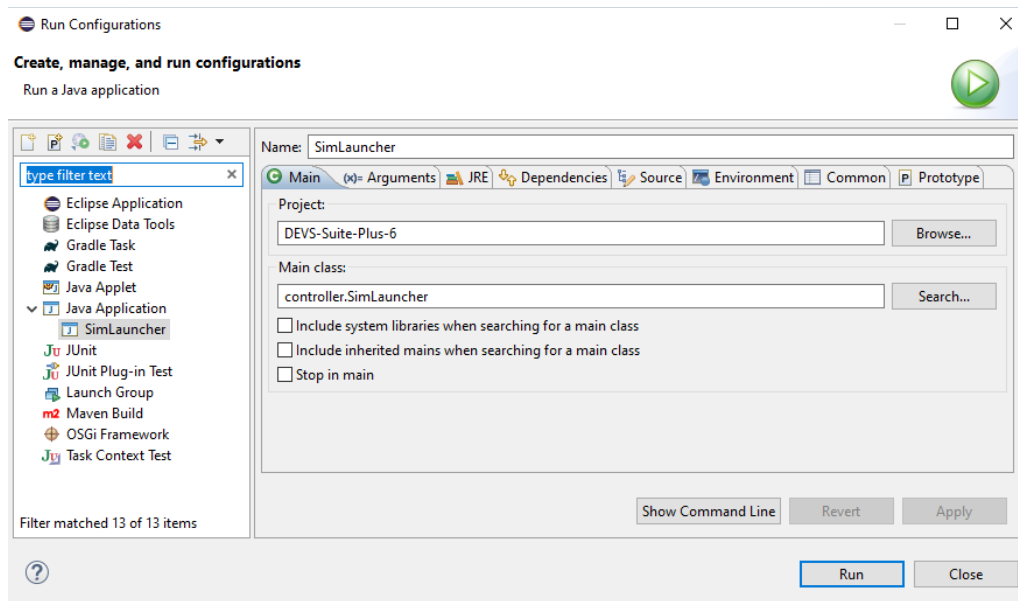 Run Configurations
Create, manage, and run configurations
Run a Java application
type filter text
Eclipse Application
Eclipse Data Tools
Gradle Task
Gradle Test
Java Applet
Java Application
SimLauncher
JUnit
JUnit Plug-in Test
Launch Group
m2 Maven Build
OSGi Framework
Task Context Test
Filter matched 13 of 13 items
Name: SimLauncher
Main (x)= Arguments JRE Dependencies Source Environment Common P Prototype
Project:
DEVS-Suite-Plus-6 Browse...
Main class:
controller.SimLauncher Search...
Include system libraries when searching for a main class
Include inherited mains when searching for a main class
Stop in main
Show Command Line Revert Apply
? Run Close